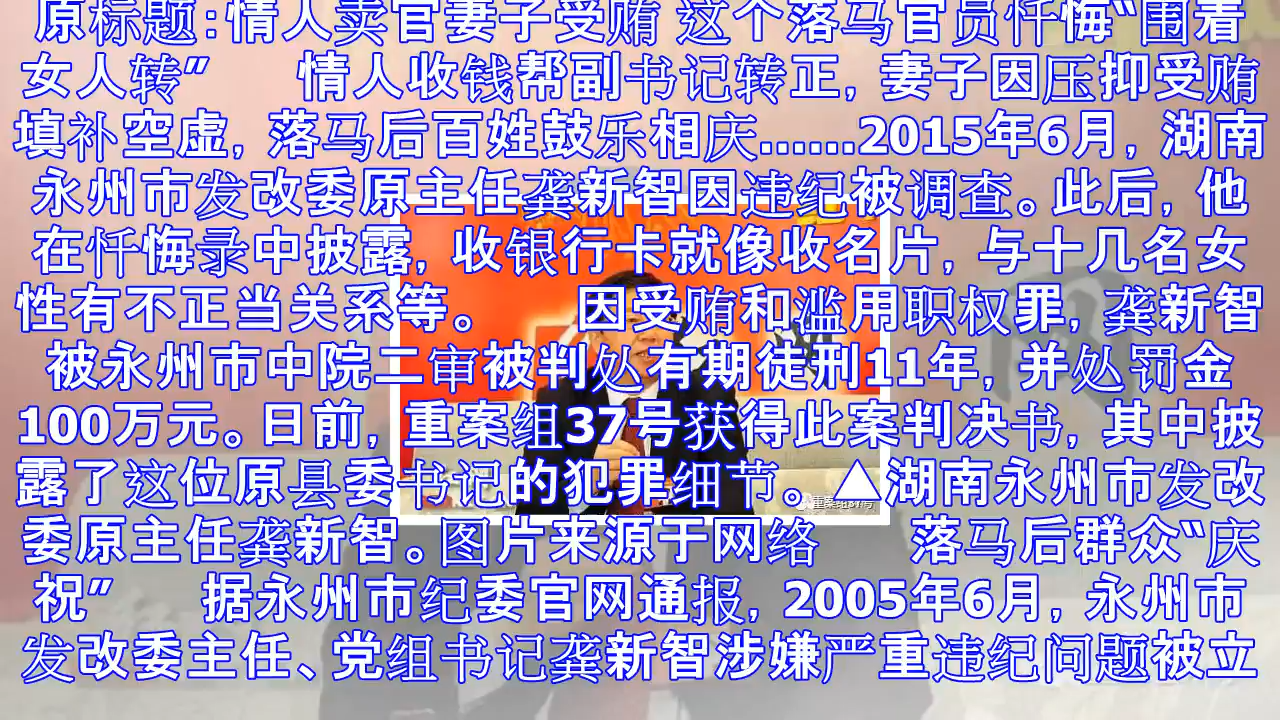 原标题:情人卖官妻子受贿 这个落马官员忏悔“围着
女人转” 情人收钱帮副书记转正, 妻子因压抑受贿
填补空虚, 落马后百姓鼓乐相庆……2015年6月, 湖南
永州市发改委原主任龚新智因违纪被调查。此后, 他
在忏悔录中披露, 收银行卡就像收名片, 与十几名女
性有不正当关系等。 因受贿和滥用职权罪, 龚新智
被永州市中院二审被判处有期徒刑11年, 并处罚金
100万元。日前, 重案组37号获得此案判决书, 其中披
露了这位原县委书记的犯罪细节。▲湖南永州市发改
委原主任龚新智。图片来源于网络 落马后群众“庆
祝” 据永州市纪委官网通报, 2005年6月, 永州市
发改委主任、党组书记龚新智涉嫌严重违纪问题被立
重案组37号